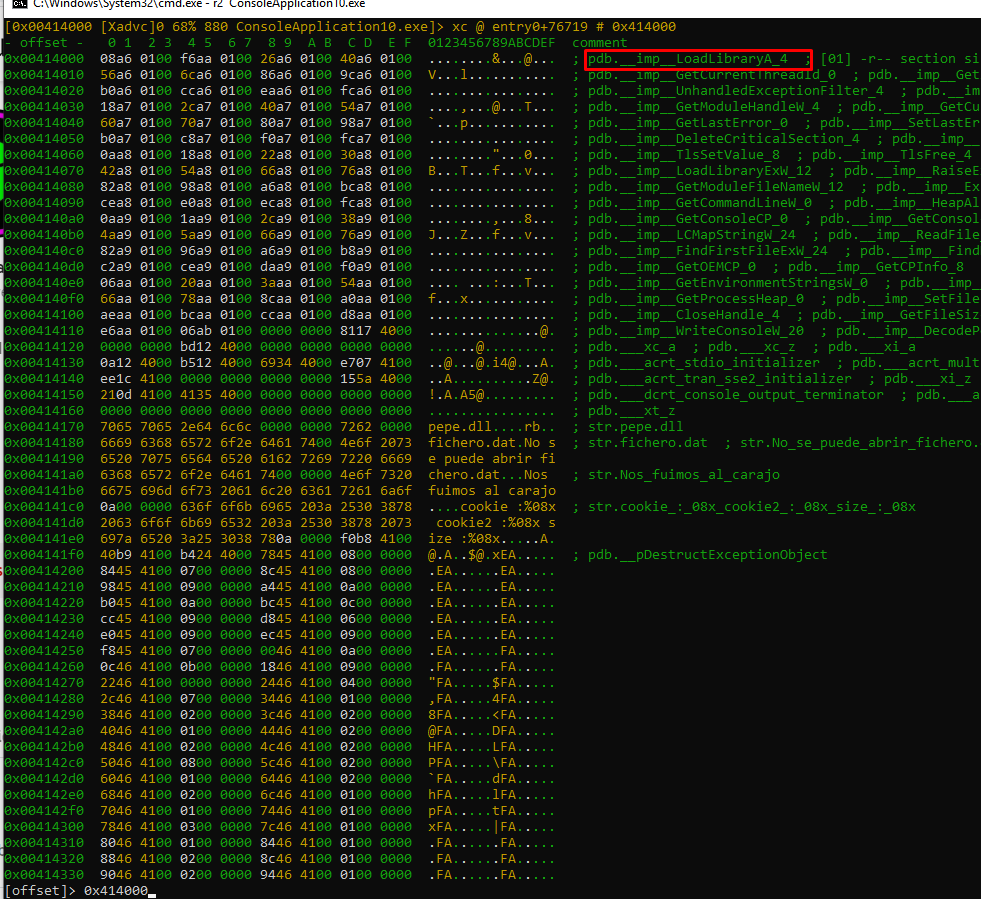 C:\Windows\System32\cmd.exe - r2 ConsoleApplication10.exe
[0x00414000 [Xadvc]0 68% 880 ConsoleApplication10.exe]> xc @ entry0+76719 # 0x414000
- offset -   0 1  2 3  4 5  6 7  8 9  A B  C D  E F  0123456789ABCDEF  comment
0x00414000  08a6 0100 f6aa 0100 26a6 0100 40a6 0100  ........&...@...  ; pdb.__imp__LoadLibraryA_4  ; [01] -r-- section si
0x00414010  56a6 0100 6ca6 0100 86a6 0100 9ca6 0100  V...l...........  ; pdb.__imp__GetCurrentThreadId_0  ; pdb.__imp__Get
0x00414020  b0a6 0100 cca6 0100 eaa6 0100 fca6 0100  ................  ; pdb.__imp__UnhandledExceptionFilter_4  ; pdb.__im
0x00414030  18a7 0100 2ca7 0100 40a7 0100 54a7 0100  ....,...@...T...  ; pdb.__imp__GetModuleHandleW_4  ; pdb.__imp__GetCu
0x00414040  60a7 0100 70a7 0100 80a7 0100 98a7 0100  `...p...........  ; pdb.__imp__GetLastError_0  ; pdb.__imp__SetLastEr
0x00414050  b0a7 0100 c8a7 0100 f0a7 0100 fca7 0100  ................  ; pdb.__imp__DeleteCriticalSection_4  ; pdb.__imp__
0x00414060  0aa8 0100 18a8 0100 22a8 0100 30a8 0100  ........"...0...  ; pdb.__imp__TlsSetValue_8  ; pdb.__imp__TlsFree_4
0x00414070  42a8 0100 54a8 0100 66a8 0100 76a8 0100  B...T...f...v...  ; pdb.__imp__LoadLibraryExW_12  ; pdb.__imp__RaiseE
0x00414080  82a8 0100 98a8 0100 a6a8 0100 bca8 0100  ................  ; pdb.__imp__GetModuleFileNameW_12  ; pdb.__imp__Ex
0x00414090  cea8 0100 e0a8 0100 eca8 0100 fca8 0100  ................  ; pdb.__imp__GetCommandLineW_0  ; pdb.__imp__HeapAl
0x004140a0  0aa9 0100 1aa9 0100 2ca9 0100 38a9 0100  ........,...8...  ; pdb.__imp__GetConsoleCP_0  ; pdb.__imp__GetConsol
0x004140b0  4aa9 0100 5aa9 0100 66a9 0100 76a9 0100  J...Z...f...v...  ; pdb.__imp__LCMapStringW_24  ; pdb.__imp__ReadFile
0x004140c0  82a9 0100 96a9 0100 a6a9 0100 b8a9 0100  ................  ; pdb.__imp__FindFirstFileExW_24  ; pdb.__imp__Find
0x004140d0  c2a9 0100 cea9 0100 daa9 0100 f0a9 0100  ................  ; pdb.__imp__GetOEMCP_0  ; pdb.__imp__GetCPInfo_8
0x004140e0  06aa 0100 20aa 0100 3aaa 0100 54aa 0100  .... ...:...T...  ; pdb.__imp__GetEnvironmentStringsW_0  ; pdb.__imp_
0x004140f0  66aa 0100 78aa 0100 8caa 0100 a0aa 0100  f...x...........  ; pdb.__imp__GetProcessHeap_0  ; pdb.__imp__SetFile
0x00414100  aeaa 0100 bcaa 0100 ccaa 0100 d8aa 0100  ................  ; pdb.__imp__CloseHandle_4  ; pdb.__imp__GetFileSiz
0x00414110  e6aa 0100 06ab 0100 0000 0000 8117 4000  ..............@.  ; pdb.__imp__WriteConsoleW_20  ; pdb.__imp__DecodeP
0x00414120  0000 0000 bd12 4000 0000 0000 0000 0000  ......@.........  ; pdb.___xc_a  ; pdb.___xc_z  ; pdb.___xi_a
0x00414130  0a12 4000 b512 4000 6934 4000 e707 4100  ..@...@.i4@...A.  ; pdb.___acrt_stdio_initializer  ; pdb.___acrt_mult
0x00414140  ee1c 4100 0000 0000 0000 0000 155a 4000  ..A..........Z@.  ; pdb.___acrt_tran_sse2_initializer  ; pdb.___xi_z
0x00414150  210d 4100 4135 4000 0000 0000 0000 0000  !.A.A5@.........  ; pdb.___dcrt_console_output_terminator  ; pdb.___a
0x00414160  0000 0000 0000 0000 0000 0000 0000 0000  ................  ; pdb.___xt_z
0x00414170  7065 7065 2e64 6c6c 0000 0000 7262 0000  pepe.dll....rb..  ; str.pepe.dll
0x00414180  6669 6368 6572 6f2e 6461 7400 4e6f 2073  fichero.dat.No s  ; str.fichero.dat  ; str.No_se_puede_abrir_fichero.
0x00414190  6520 7075 6564 6520 6162 7269 7220 6669  e puede abrir fi
0x004141a0  6368 6572 6f2e 6461 7400 0000 4e6f 7320  chero.dat...Nos  ; str.Nos_fuimos_al_carajo
0x004141b0  6675 696d 6f73 2061 6c20 6361 7261 6a6f  fuimos al carajo
0x004141c0  0a00 0000 636f 6f6b 6965 203a 2530 3878  ....cookie :%08x  ; str.cookie_:_08x_cookie2_:_08x_size_:_08x
0x004141d0  2063 6f6f 6b69 6532 203a 2530 3878 2073   cookie2 :%08x s
0x004141e0  697a 6520 3a25 3038 780a 0000 f0b8 4100  ize :%08x.....A.
0x004141f0  40b9 4100 b424 4000 7845 4100 0800 0000  @.A..$@.xEA.....  ; pdb.__pDestructExceptionObject
0x00414200  8445 4100 0700 0000 8c45 4100 0800 0000  .EA......EA.....
0x00414210  9845 4100 0900 0000 a445 4100 0a00 0000  .EA......EA.....
0x00414220  b045 4100 0a00 0000 bc45 4100 0c00 0000  .EA......EA.....
0x00414230  cc45 4100 0900 0000 d845 4100 0600 0000  .EA......EA.....
0x00414240  e045 4100 0900 0000 ec45 4100 0900 0000  .EA......EA.....
0x00414250  f845 4100 0700 0000 0046 4100 0a00 0000  .EA......FA.....
0x00414260  0c46 4100 0b00 0000 1846 4100 0900 0000  .FA......FA.....
0x00414270  2246 4100 0000 0000 2446 4100 0400 0000  "FA.....$FA.....
0x00414280  2c46 4100 0700 0000 3446 4100 0100 0000  ,FA.....4FA.....
0x00414290  3846 4100 0200 0000 3c46 4100 0200 0000  8FA.....<FA.....
0x004142a0  4046 4100 0100 0000 4446 4100 0200 0000  @FA.....DFA.....
0x004142b0  4846 4100 0200 0000 4c46 4100 0200 0000  HFA.....LFA.....
0x004142c0  5046 4100 0800 0000 5c46 4100 0200 0000  PFA.....\FA.....
0x004142d0  6046 4100 0100 0000 6446 4100 0200 0000  `FA.....dFA.....
0x004142e0  6846 4100 0200 0000 6c46 4100 0100 0000  hFA.....lFA.....
0x004142f0  7046 4100 0100 0000 7446 4100 0100 0000  pFA.....tFA.....
0x00414300  7846 4100 0300 0000 7c46 4100 0100 0000  xFA.....|FA.....
0x00414310  8046 4100 0100 0000 8446 4100 0100 0000  .FA......FA.....
0x00414320  8846 4100 0200 0000 8c46 4100 0100 0000  .FA......FA.....
0x00414330  9046 4100 0200 0000 9446 4100 0100 0000  .FA......FA.....
[offset]> 0x414000_